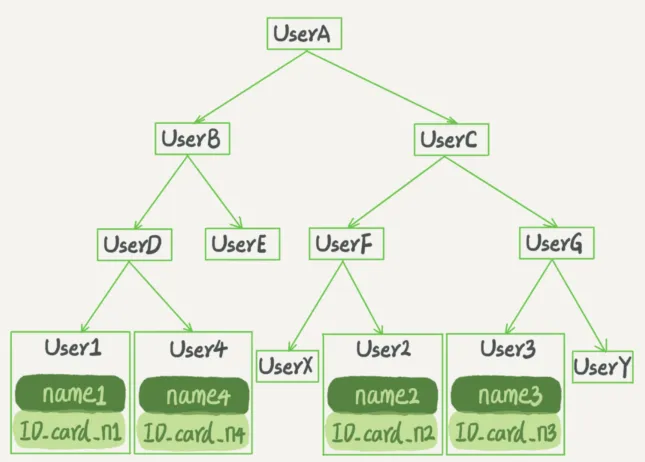 UserA
UserB
UserC
UserD
UserE
UserF
UserG
User1
User4
UserX
User2
User3
UserY
name1
name4
name2
name3
ID_card_n1
ID_card_n4
ID_card_n2
ID_card_n3